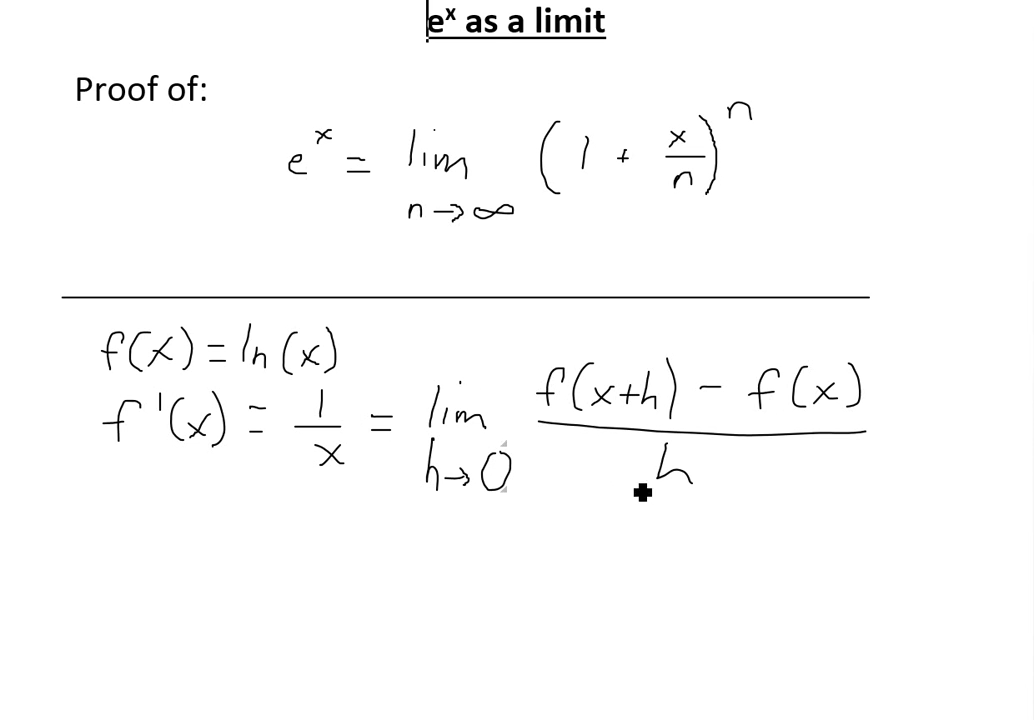 eˣ as a limit
Proof of:
eˣ = lim n→∞ (1 + x/n)ⁿ
f(x) = ln(x)
f'(x) = 1/x = lim h→0 f(x+h) - f(x) / h